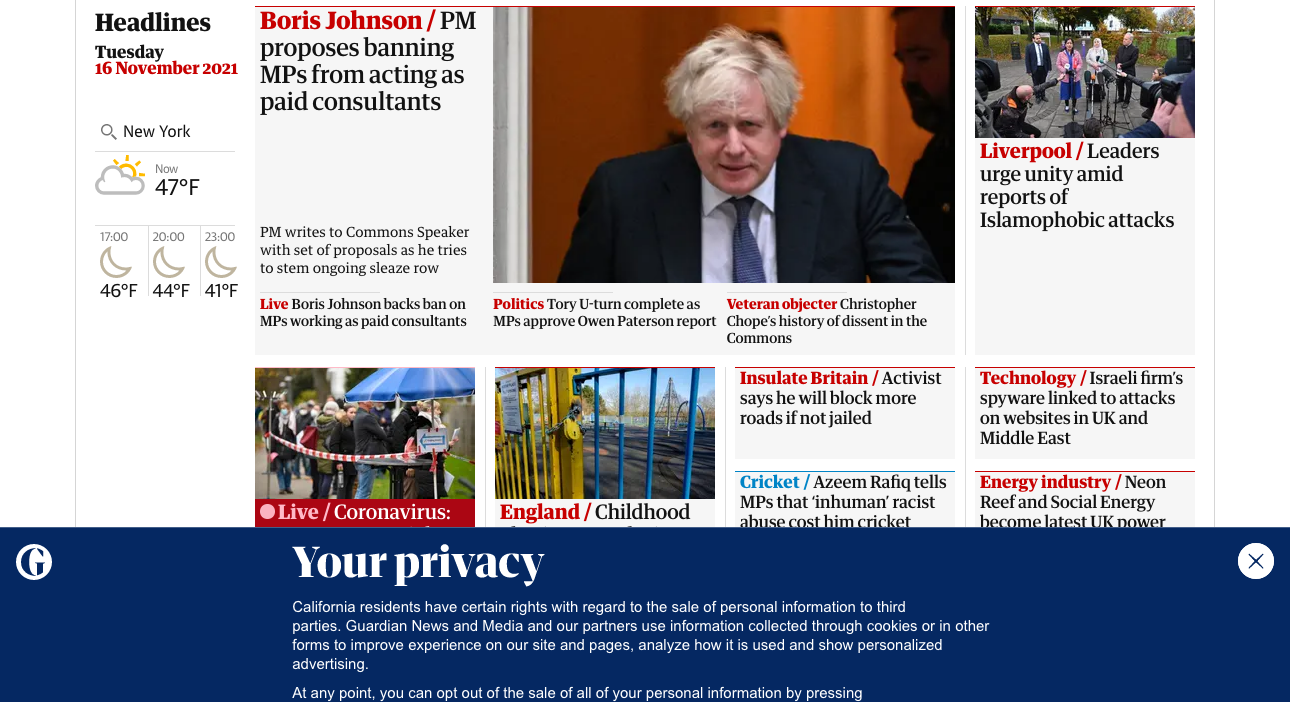 Headlines
Tuesday
16 November 2021
New York
Now
47°F
17:00
20:00
23:00
46°F
44°F
41°F
Boris Johnson / PM
proposes banning
MPs from acting as
paid consultants
PM writes to Commons Speaker
with set of proposals as he tries
to stem ongoing sleaze row
Live Boris Johnson backs ban on
MPs working as paid consultants
Politics Tory U-turn complete as
MPs approve Owen Paterson report
Veteran objecter Christopher
Chope's history of dissent in the
Commons
Liverpool / Leaders
urge unity amid
reports of
Islamophobic attacks
Live / Coronavirus:
England / Childhood
Insulate Britain / Activist
says he will block more
roads if not jailed
Cricket / Azeem Rafiq tells
MPs that ‘inhuman’ racist
abuse cost him cricket
Technology / Israeli firm's
spyware linked to attacks
on websites in UK and
Middle East
Energy industry / Neon
Reef and Social Energy
become latest UK power
Your privacy
California residents have certain rights with regard to the sale of personal information to third
parties. Guardian News and Media and our partners use information collected through cookies or in other
forms to improve experience on our site and pages, analyze how it is used and show personalized
advertising.
At any point, you can opt out of the sale of all of your personal information by pressing